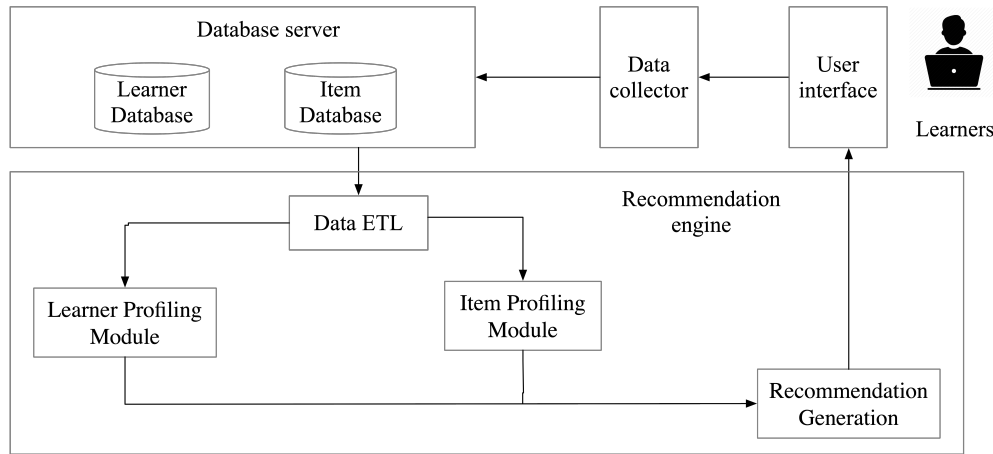 Database server
Learner
Database
Item
Database
Data
collector
User
interface
Learners
Recommendation
engine
Data ETL
Learner Profiling
Module
Item Profiling
Module
Recommendation
Generation